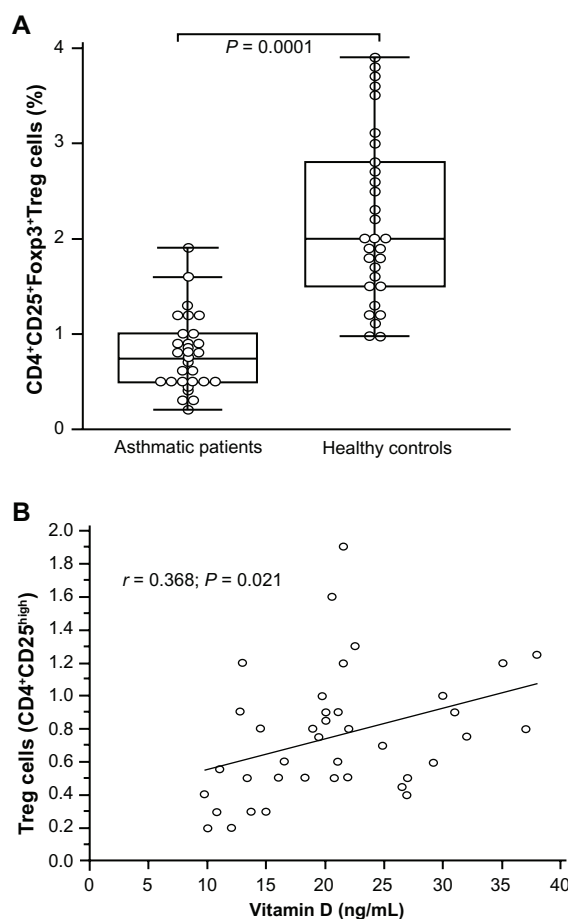 A
P = 0.0001
CD4⁺CD25⁺Foxp3⁺Treg cells (%)
4
3
2
1
0
Asthmatic patients Healthy controls
B
r = 0.368; P = 0.021
Treg cells (CD4⁺CD25ʰⁱᵍʰ)
2.0
1.8
1.6
1.4
1.2
1.0
0.8
0.6
0.4
0.2
0.0
0 5 10 15 20 25 30 35 40
Vitamin D (ng/mL)